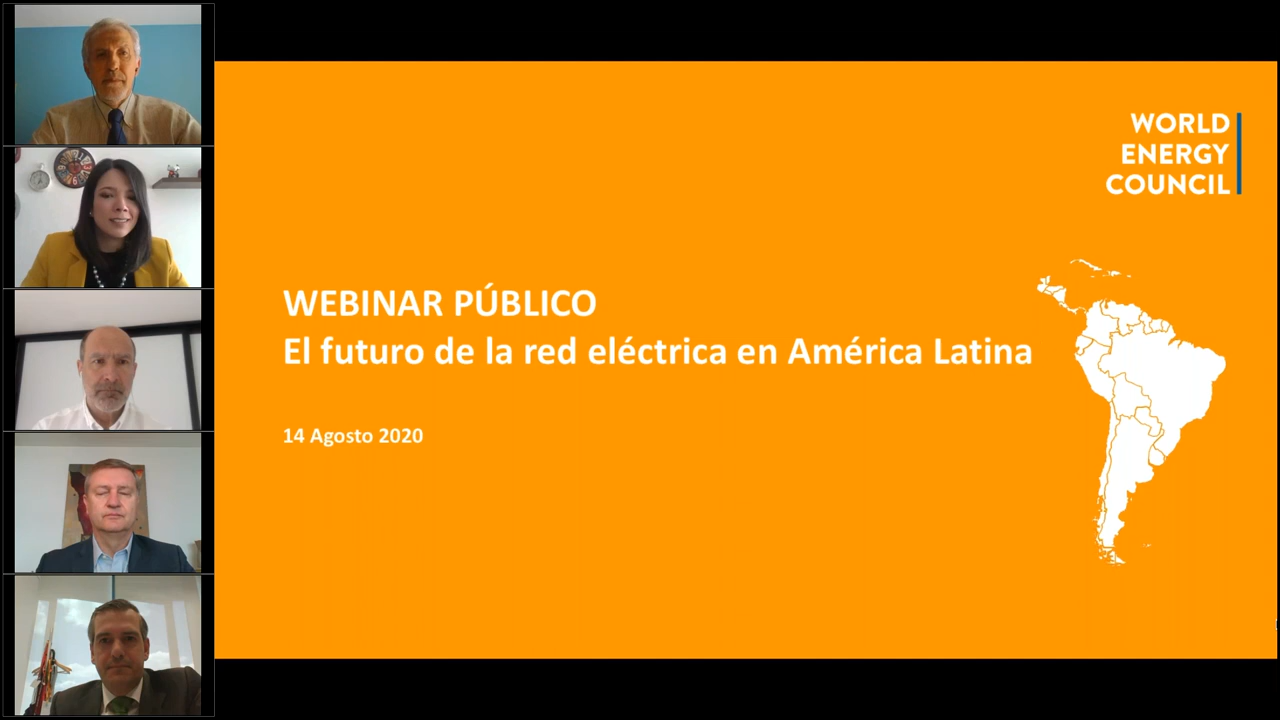 WORLD
ENERGY
COUNCIL
WEBINAR PÚBLICO
El futuro de la red eléctrica en América Latina
14 Agosto 2020